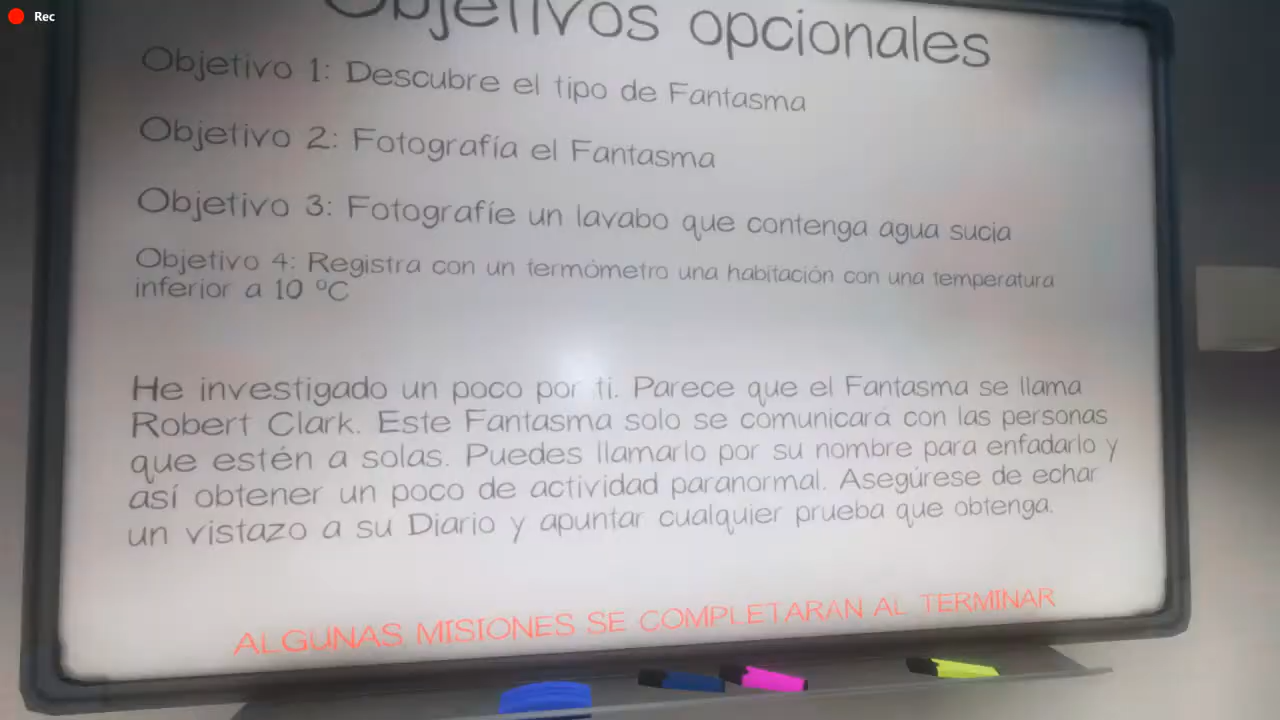 Rec
Objetivos opcionales
Objetivo 1: Descubre el tipo de Fantasma
Objetivo 2: Fotografía el Fantasma
Objetivo 3: Fotografíe un lavabo que contenga agua sucia
Objetivo 4: Registra con un termómetro una habitación con una temperatura
inferior a 10 ºC
He investigado un poco por ti. Parece que el Fantasma se llama
Robert Clark. Este Fantasma solo se comunicará con las personas
que estén a solas. Puedes llamarlo por su nombre para enfadarlo y
así obtener un poco de actividad paranormal. Asegúrese de echar
un vistazo a su Diario y apuntar cualquier prueba que obtenga.
ALGUNAS MISIONES SE COMPLETARAN AL TERMINAR